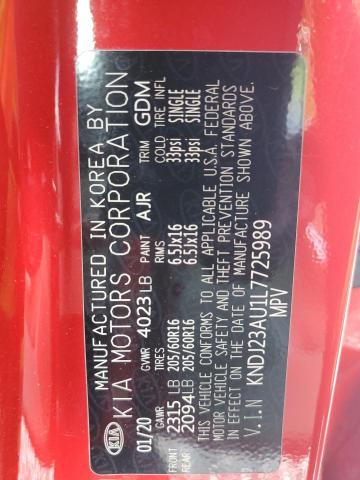 KIA
MANUFACTURED IN KOREA BY
KIA MOTORS CORPORATION
01/20 GVWR 4023 LB PAINT AJR TRIM GDM
GAWR TIRES RIMS COLD TIRE INFL
FRONT 2315 LB 205/60R16 6.5Jx16 33psi SINGLE
REAR 2094 LB 205/60R16 6.5Jx16 33psi SINGLE
THIS VEHICLE CONFORMS TO ALL APPLICABLE U.S.A. FEDERAL
MOTOR VEHICLE SAFETY AND THEFT PREVENTION STANDARDS
IN EFFECT ON THE DATE OF MANUFACTURE SHOWN ABOVE.
V.I.N KNDJ23AU1L7725989
MPV